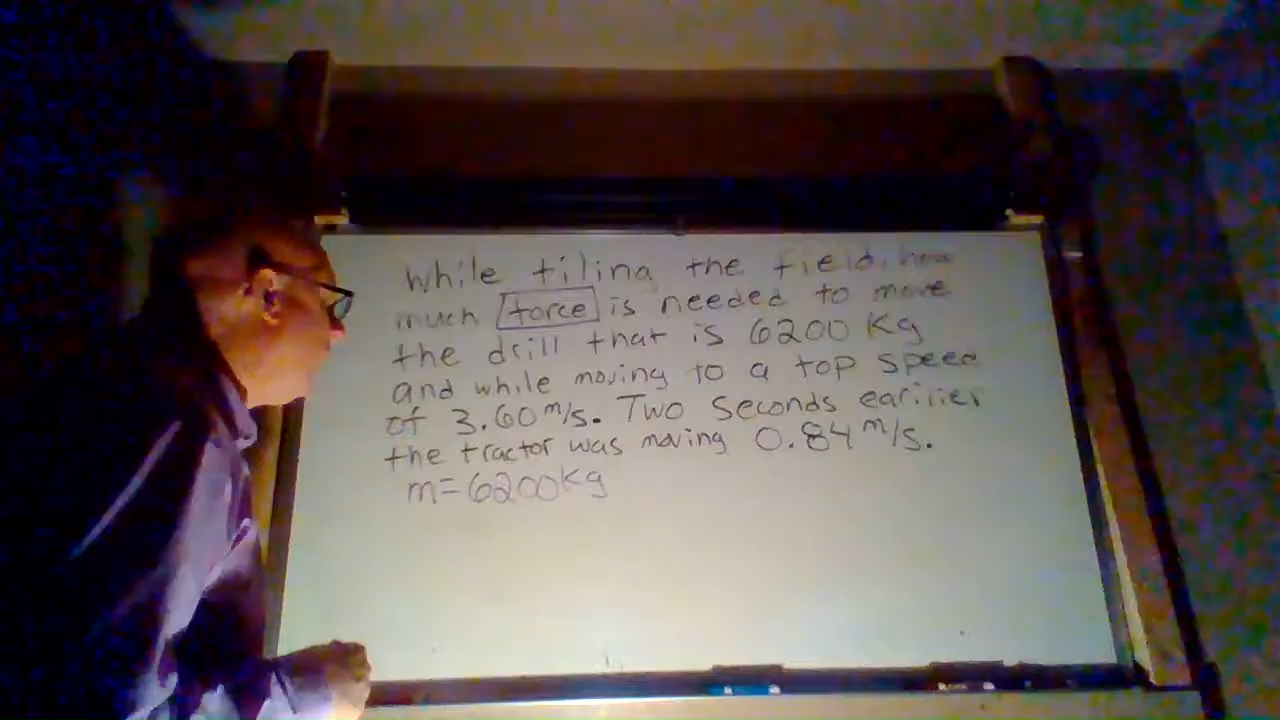 while tiling the field, how
much force is needed to move
the drill that is 6200 Kg
and while moving to a top speed
of 3.60 m/s. Two seconds earilier
the tractor was moving 0.84 m/s.
m=6200kg